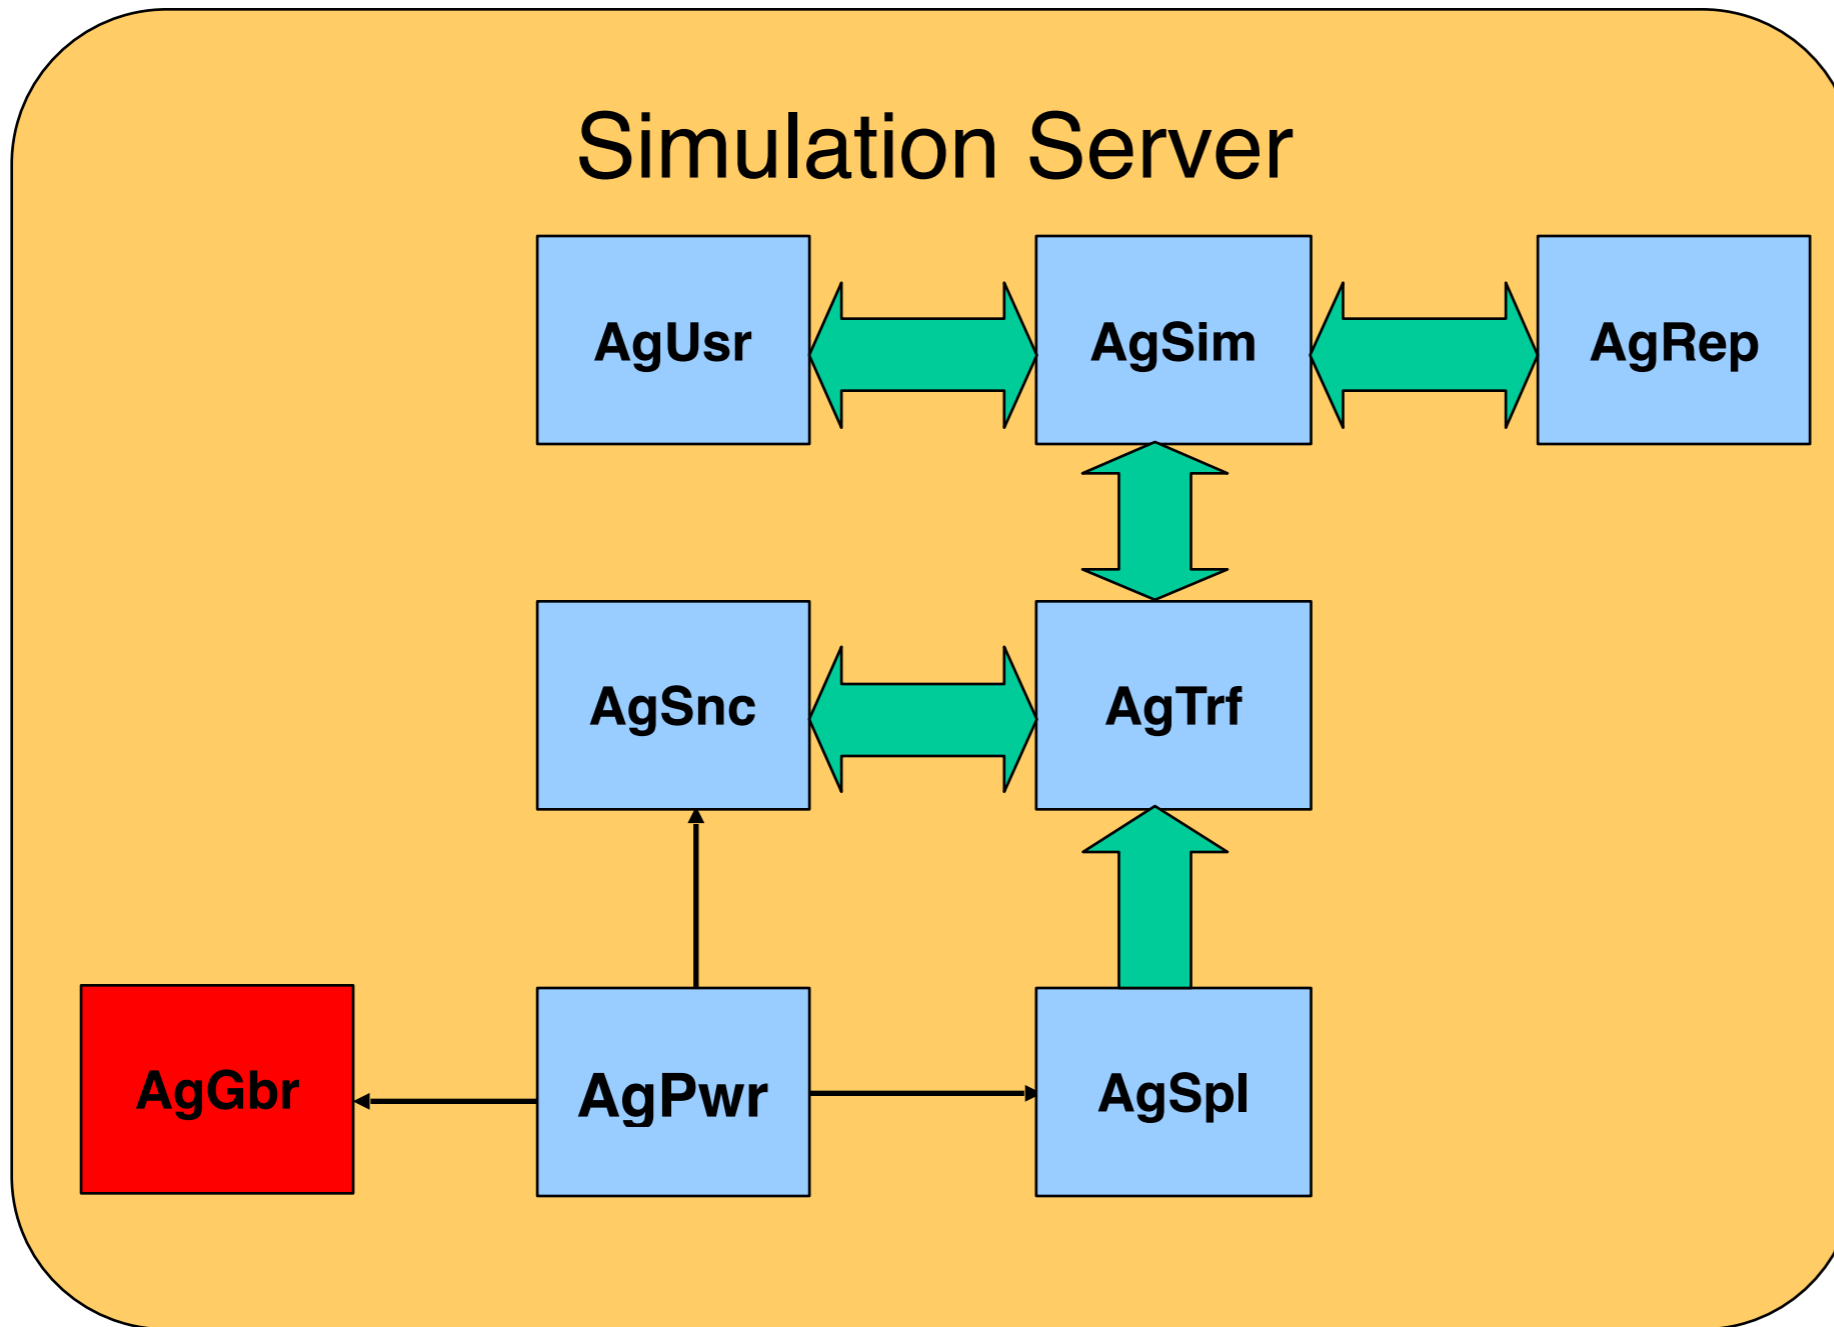 Simulation Server
AgUsr
AgSim
AgRep
AgSnc
AgTrf
AgGbr
AgPwr
AgSpl